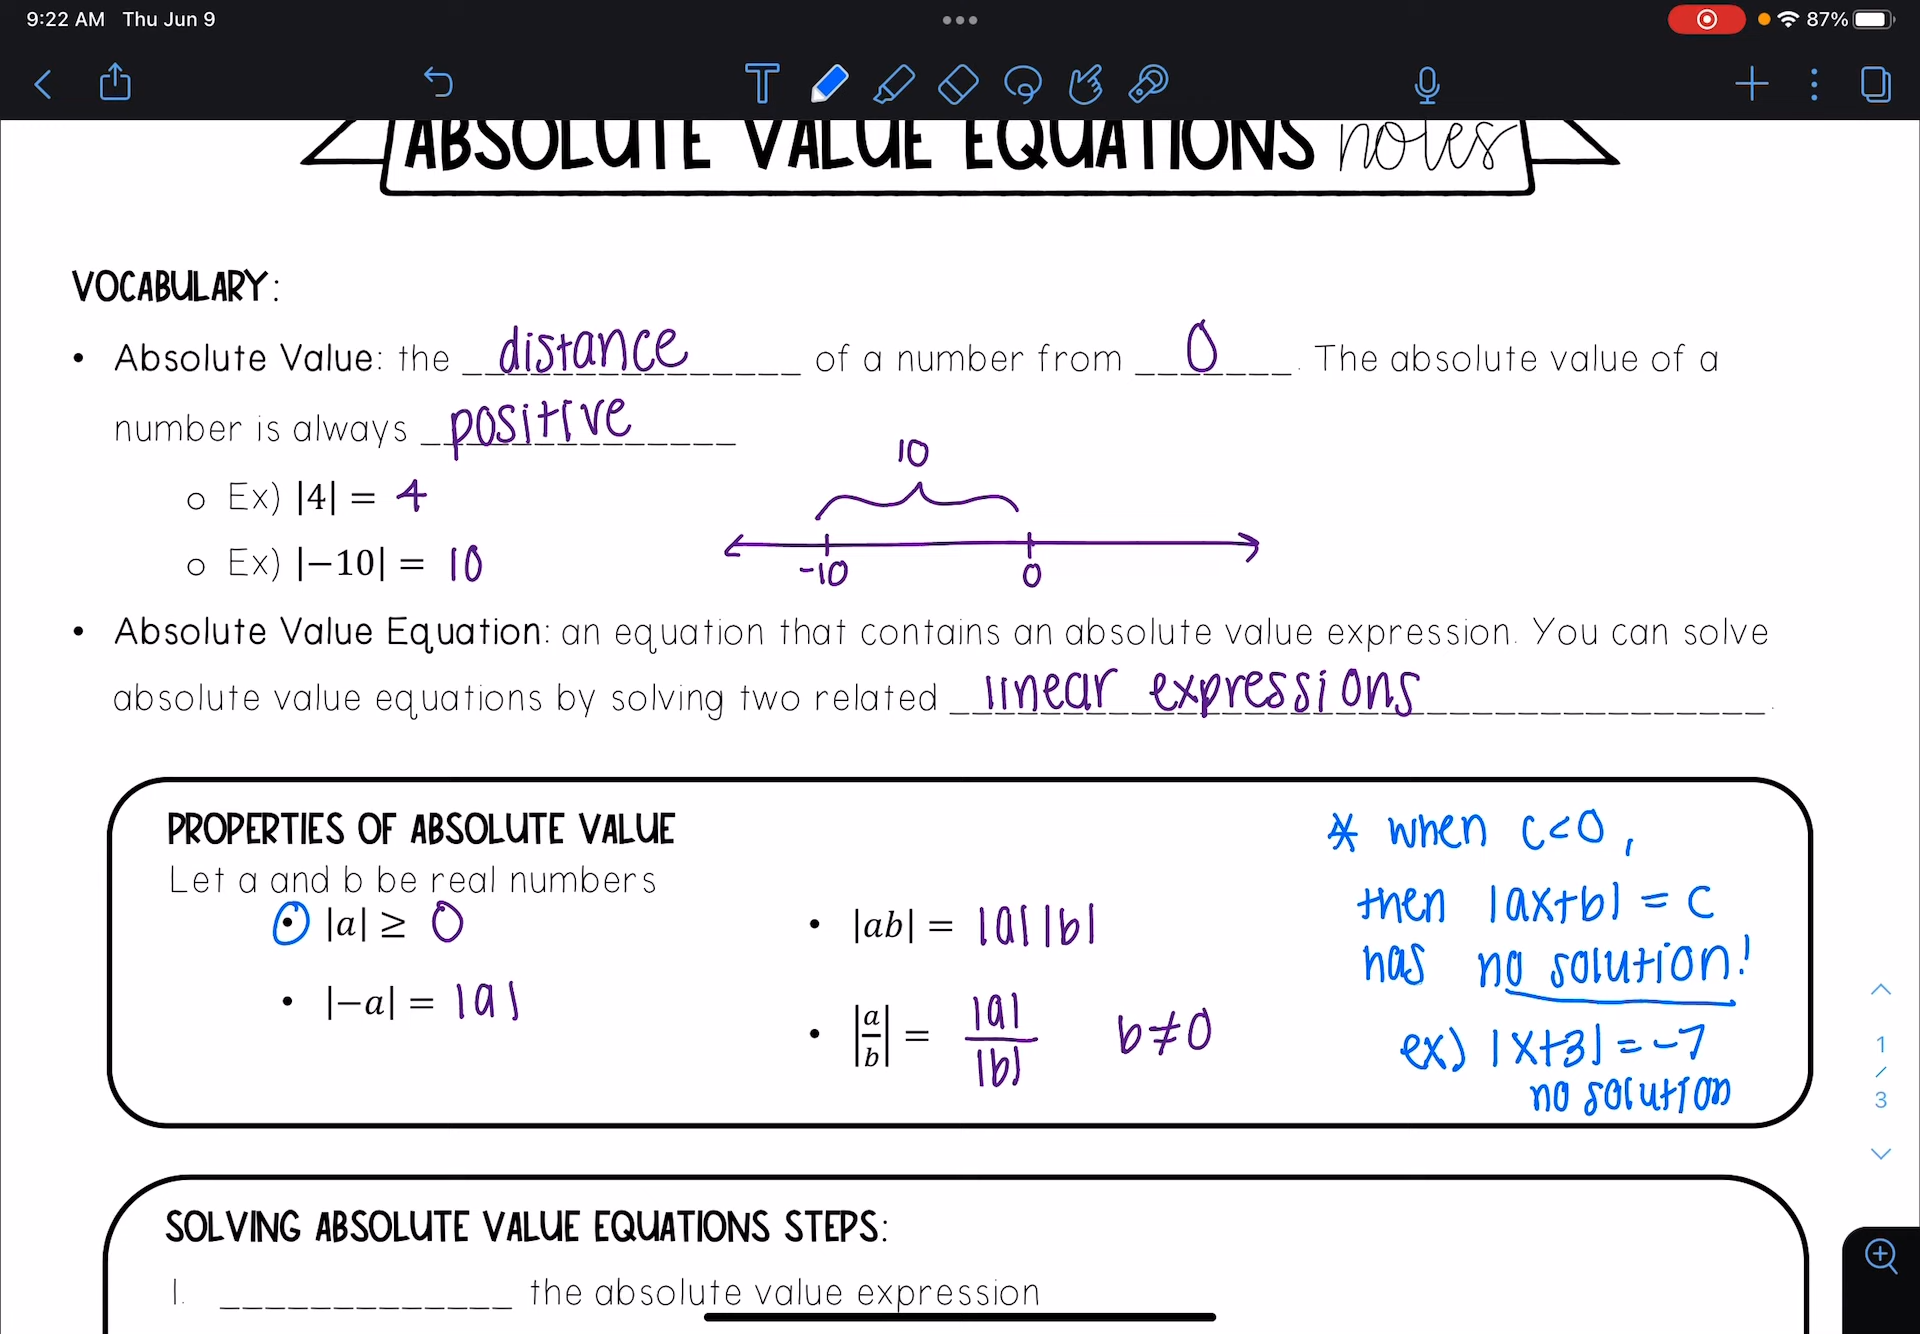 9:22 AM Thu Jun 9
87%
ABSOLUTE VALUE EQUATIONS notes
VOCABULARY:
• Absolute Value: the distance of a number from 0. The absolute value of a
number is always positive
10
o Ex) |4| = 4
o Ex) |−10| = 10
-10 0
• Absolute Value Equation: an equation that contains an absolute value expression. You can solve
absolute value equations by solving two related linear expressions.
PROPERTIES OF ABSOLUTE VALUE
Let a and b be real numbers
• |a| ≥ 0
• |−a| = |a|
• |ab| = |a||b|
• |a/b| = |a|/|b| b≠0
* when c<0,
then |ax+b| = c
has no solution!
ex) |x+3| = -7
no solution
1
/
3
SOLVING ABSOLUTE VALUE EQUATIONS STEPS:
1. _____________ the absolute value expression